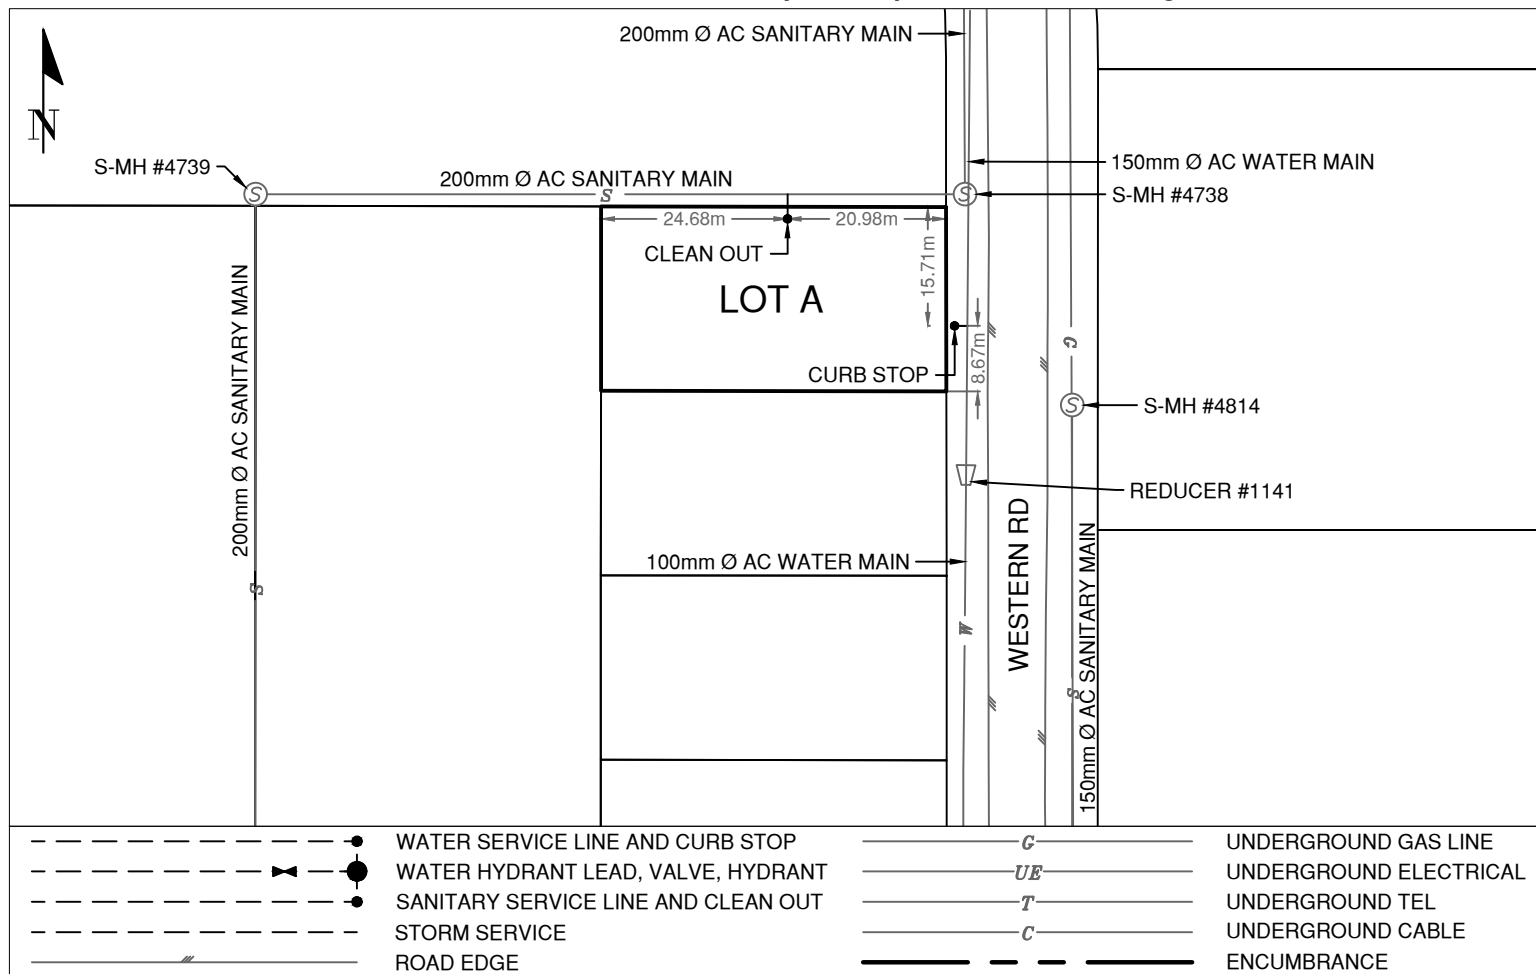 200mm Ø AC SANITARY MAIN
N
S-MH #4739
200mm Ø AC SANITARY MAIN
S
S
S
150mm Ø AC WATER MAIN
S-MH #4738
24.68m
20.98m
CLEAN OUT
15.71m
LOT A
200mm Ø AC SANITARY MAIN
CURB STOP
8.67m
G
S
S-MH #4814
REDUCER #1141
WESTERN RD
100mm Ø AC WATER MAIN
S
W
S
150mm Ø AC SANITARY MAIN
WATER SERVICE LINE AND CURB STOP
WATER HYDRANT LEAD, VALVE, HYDRANT
SANITARY SERVICE LINE AND CLEAN OUT
STORM SERVICE
ROAD EDGE
G UNDERGROUND GAS LINE
UE UNDERGROUND ELECTRICAL
T UNDERGROUND TEL
C UNDERGROUND CABLE
ENCUMBRANCE